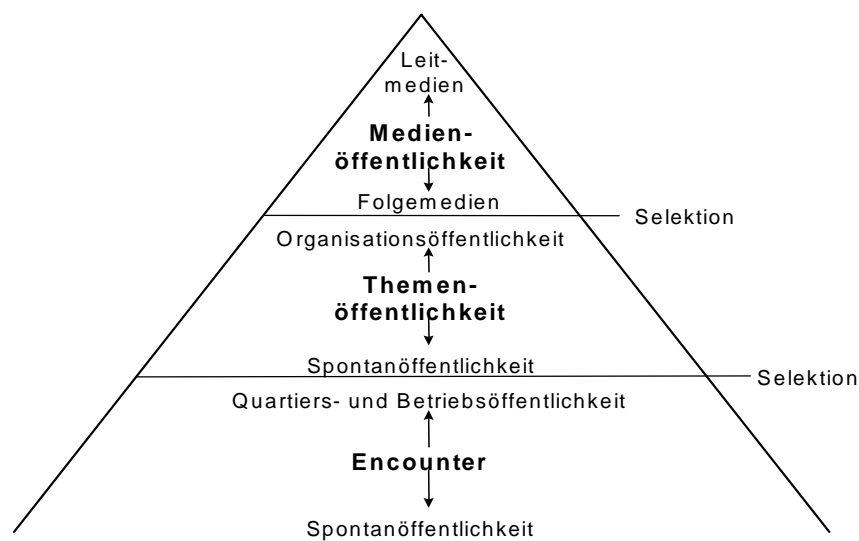 Leit-
medien
Medien-
öffentlichkeit
Folgemedien
Selektion
Organisationsöffentlichkeit
Themen-
öffentlichkeit
Spontanöffentlichkeit
Selektion
Quartiers- und Betriebsöffentlichkeit
Encounter
Spontanöffentlichkeit